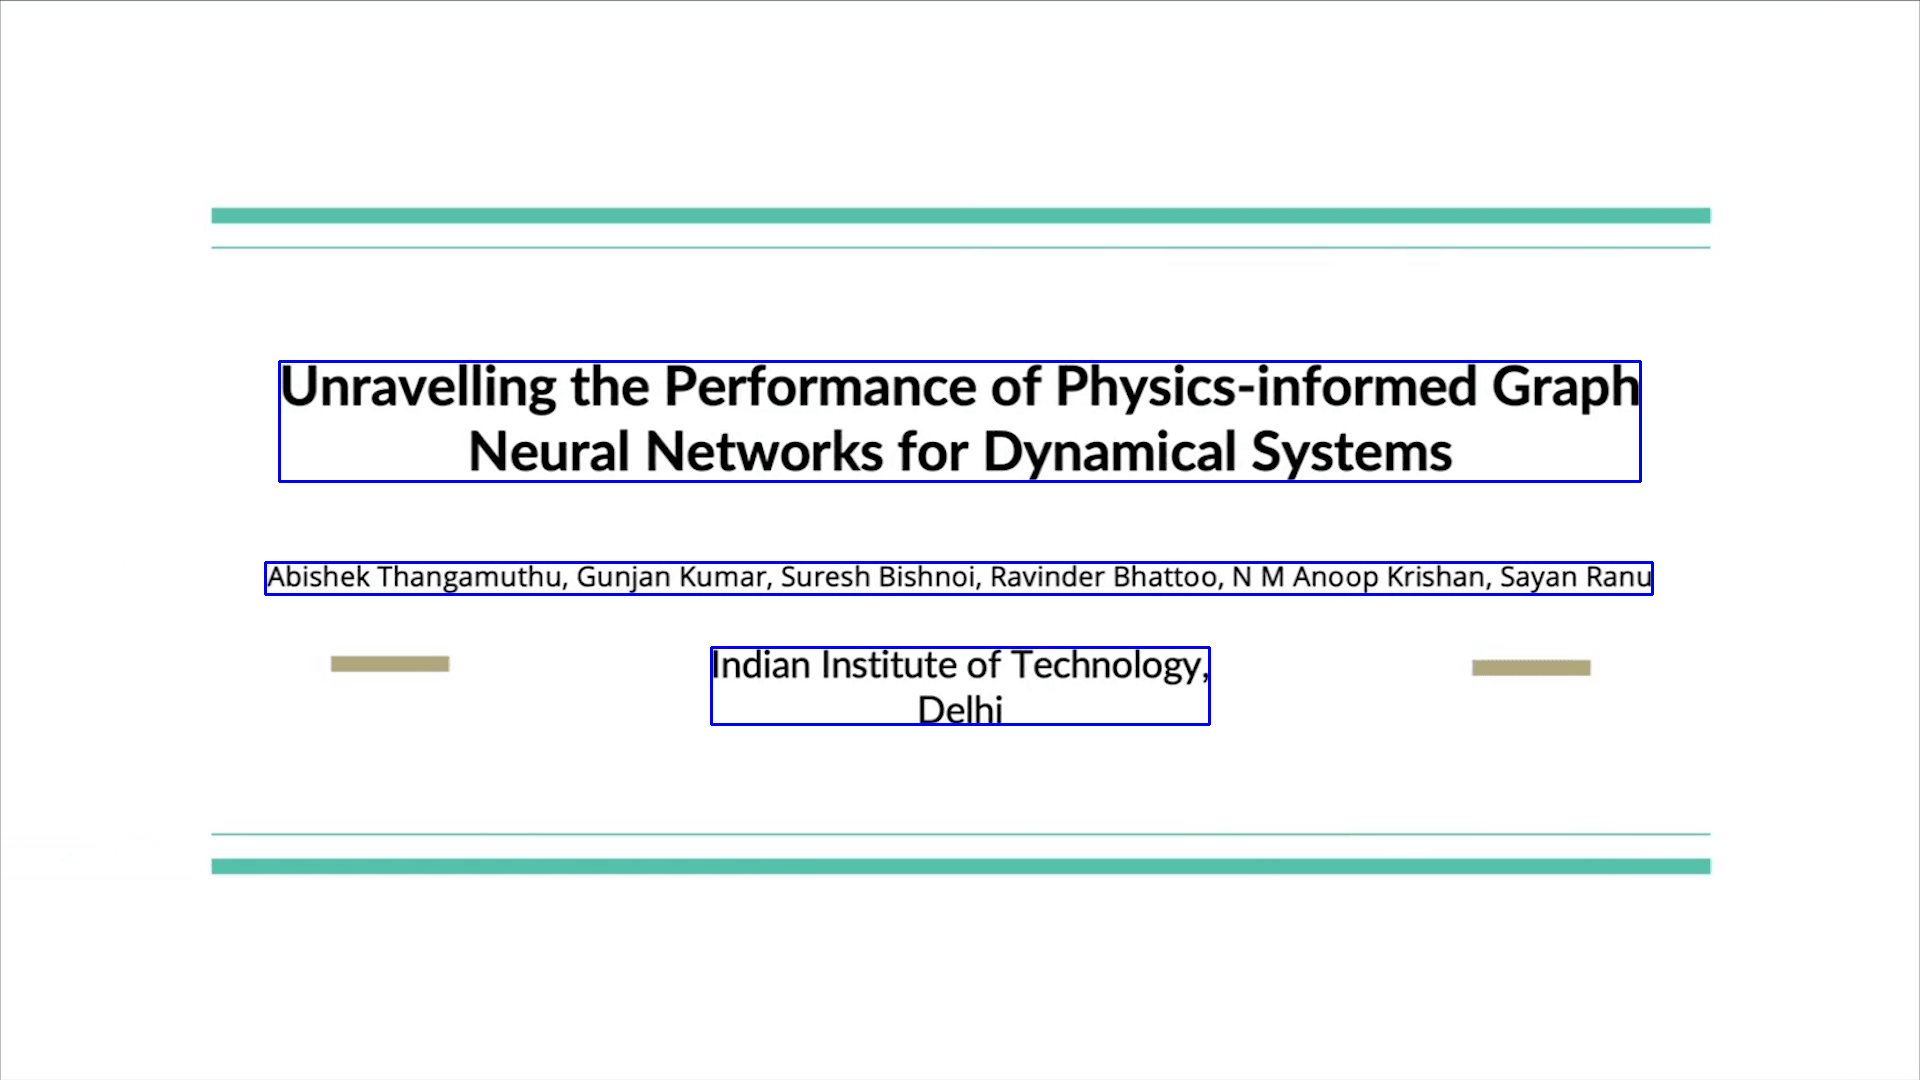 Unravelling the Performance of Physics-informed Graph
Neural Networks for Dynamical Systems
Abishek Thangamuthu, Gunjan Kumar, Suresh Bishnoi, Ravinder Bhattoo, N M Anoop Krishan, Sayan Ranu
Indian Institute of Technology,
Delhi